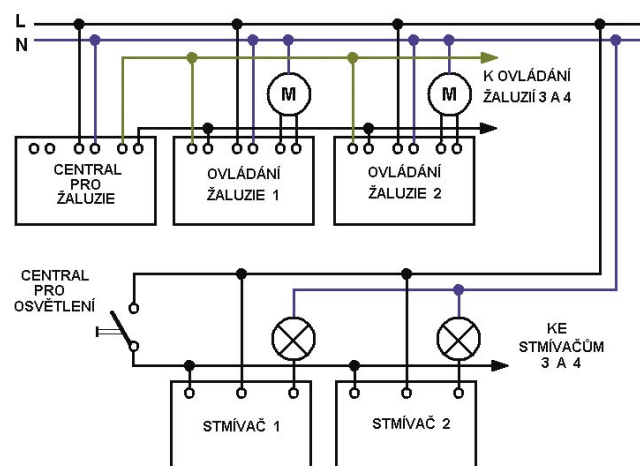 L
N
M
M
K OVLÁDÁNÍ
ŽALUZIÍ 3 A 4
CENTRAL
PRO
ŽALUZIE
OVLÁDÁNÍ
ŽALUZIE 1
OVLÁDÁNÍ
ŽALUZIE 2
CENTRAL
PRO
OSVĚTLENÍ
KE
STMÍVAČŮM
3 A 4
STMÍVAČ 1
STMÍVAČ 2